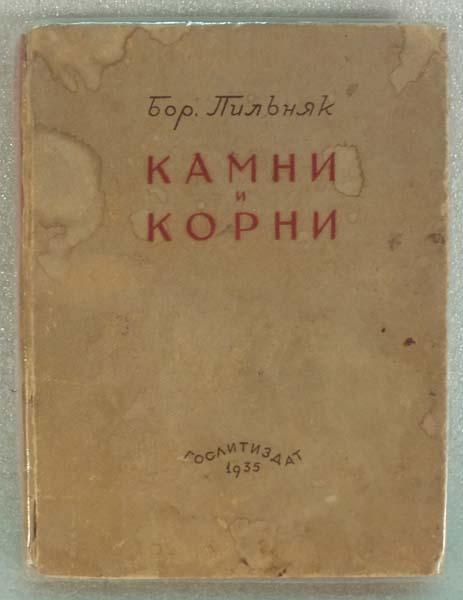 Бор. Пильняк
КАМНИ
и
КОРНИ
ГОСЛИТИЗДАТ
1935